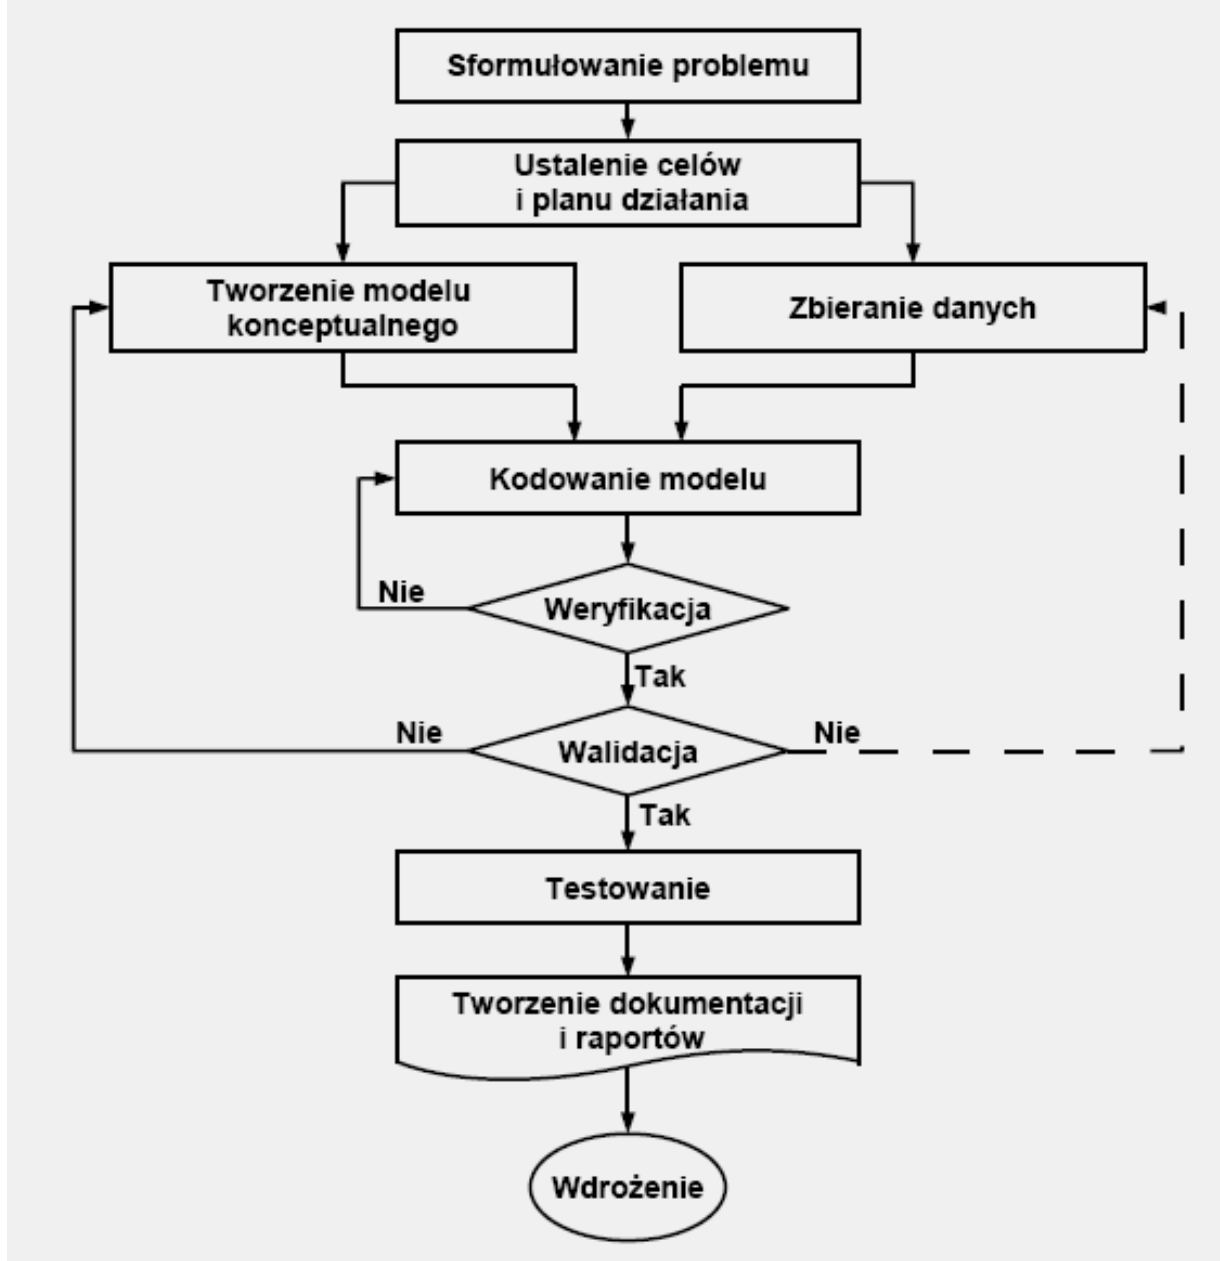 Sformułowanie problemu
Ustalenie celów
i planu działania
Tworzenie modelu
konceptualnego
Zbieranie danych
Kodowanie modelu
Nie
Weryfikacja
Tak
Nie
Walidacja
Nie
Tak
Testowanie
Tworzenie dokumentacji
i raportów
Wdrożenie